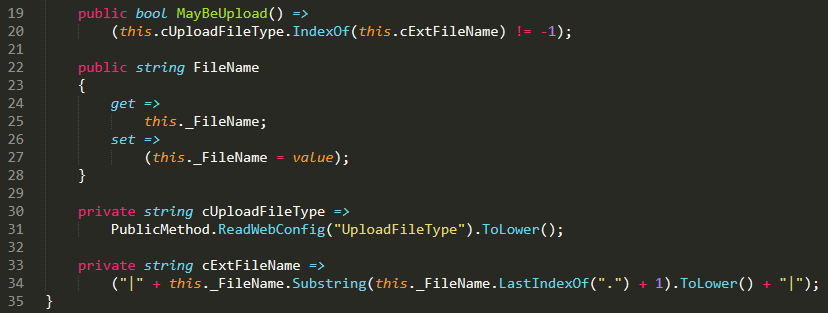 19 public bool MayBeUpload() =>
20 (this.cUploadFileType.IndexOf(this.cExtFileName) != -1);
21
22 public string FileName
23 {
24 get =>
25 this._FileName;
26 set =>
27 (this._FileName = value);
28 }
29
30 private string cUploadFileType =>
31 PublicMethod.ReadWebConfig("UploadFileType").ToLower();
32
33 private string cExtFileName =>
34 ("|" + this._FileName.Substring(this._FileName.LastIndexOf(".") + 1).ToLower() + "|");
35 }